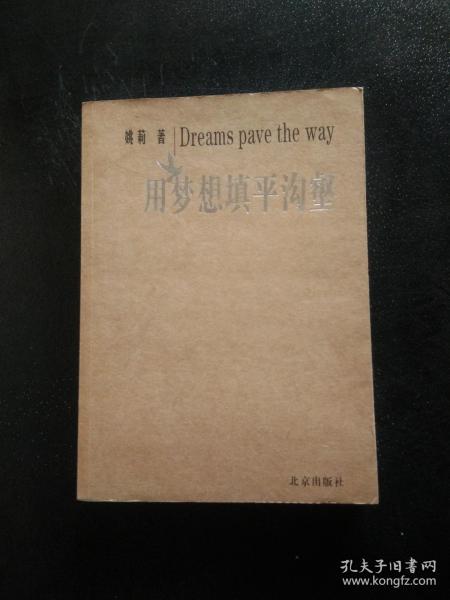 姚莉 著 Dreams pave the way
用梦想填平沟壑
北京出版社
孔夫子旧书网
www.kongfz.com